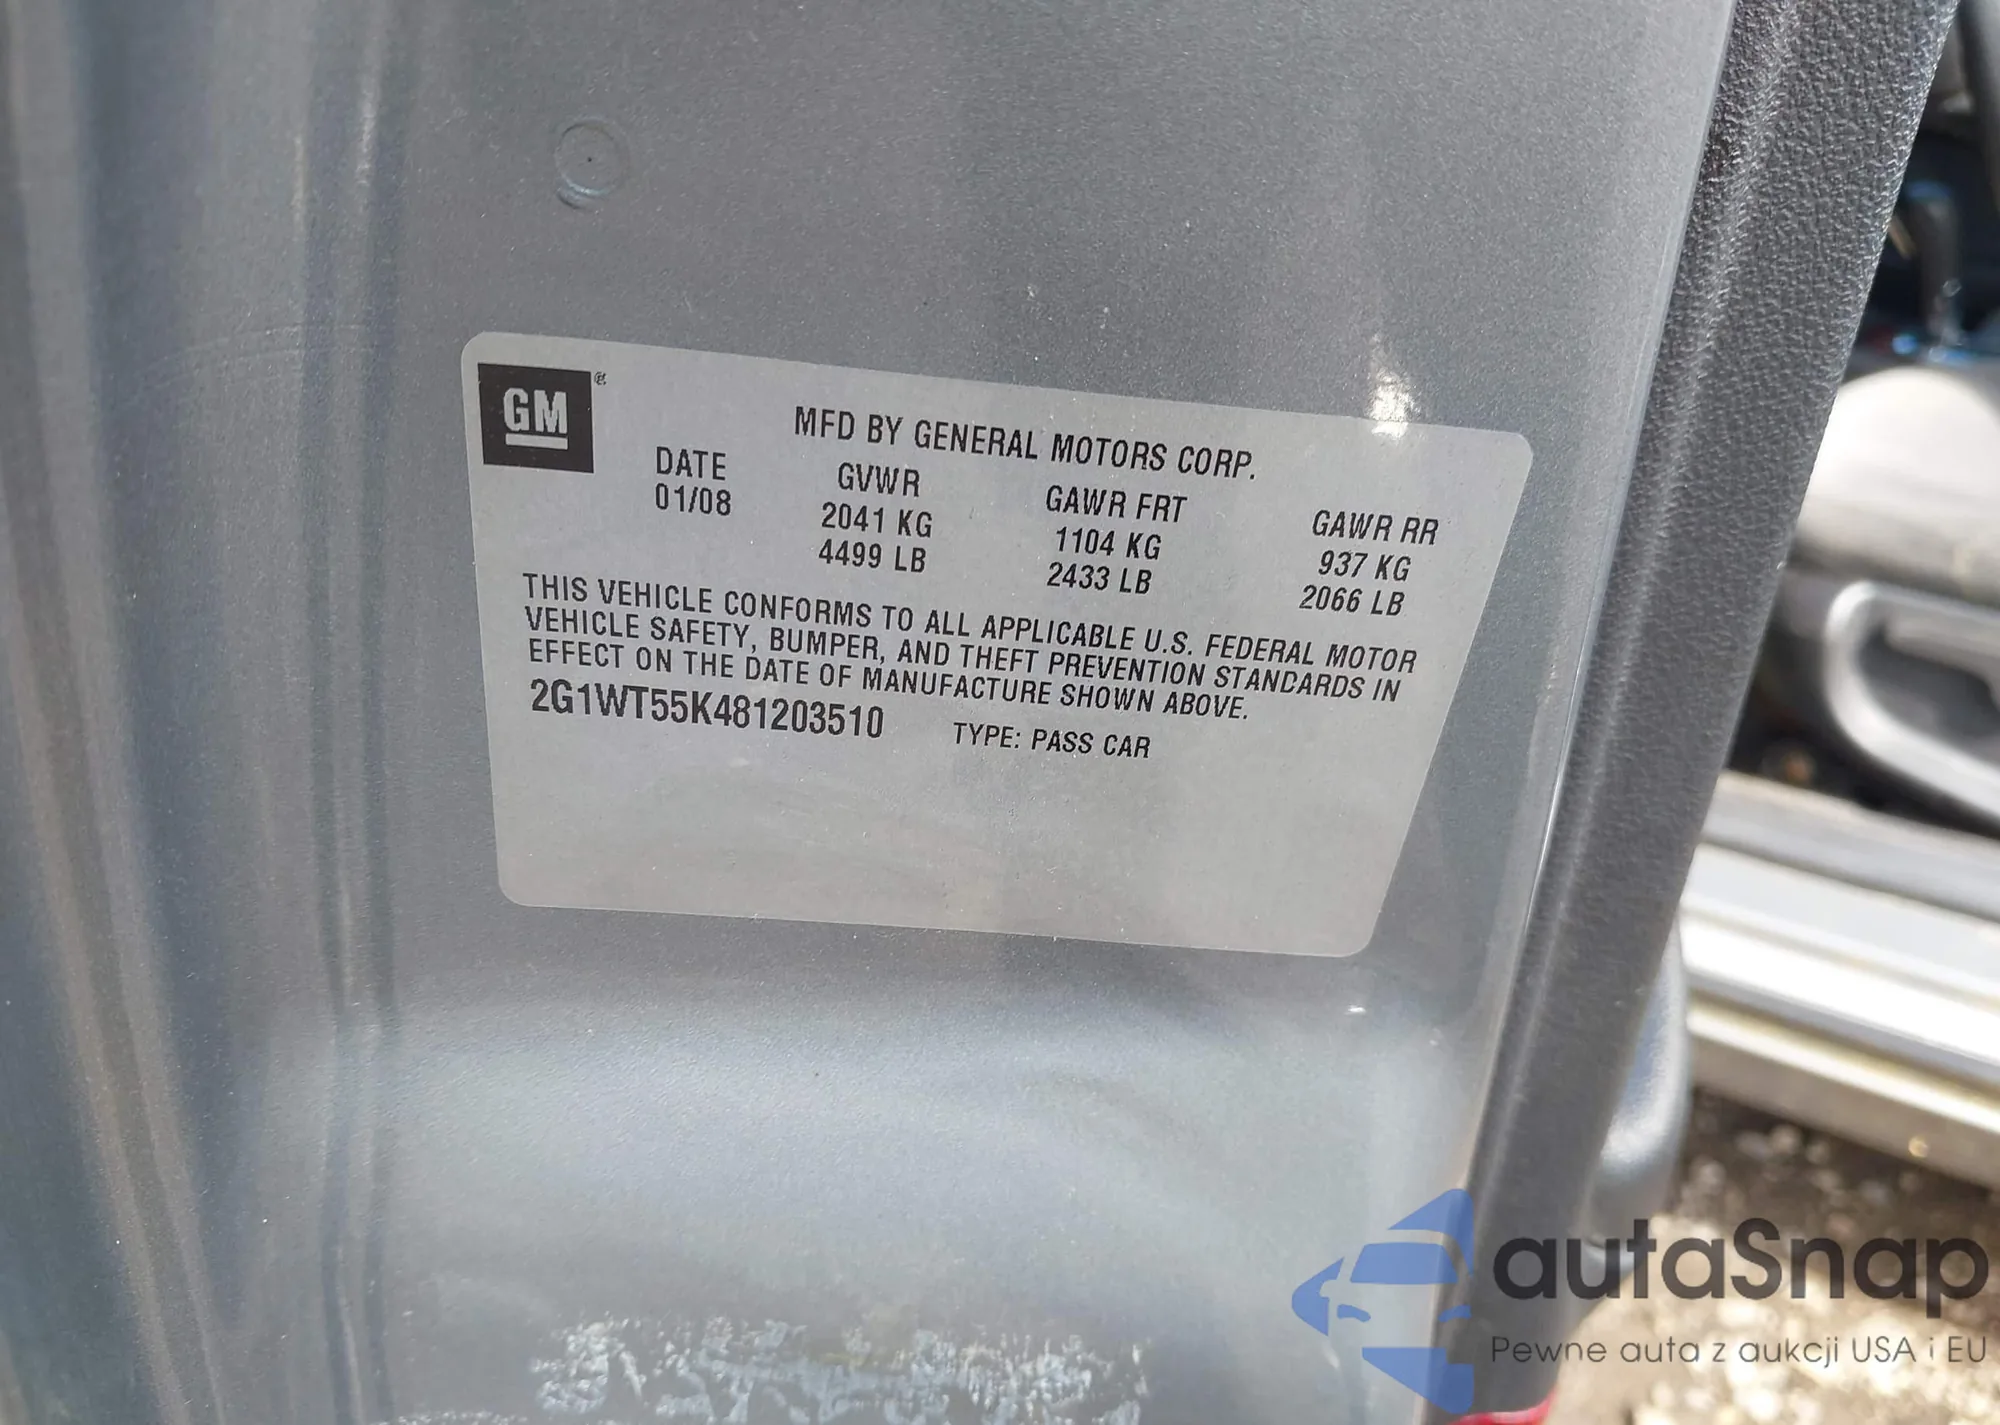 GM
MFD BY GENERAL MOTORS CORP.
DATE GVWR GAWR FRT GAWR RR
01/08 2041 KG 1104 KG 937 KG
4499 LB 2433 LB 2066 LB
THIS VEHICLE CONFORMS TO ALL APPLICABLE U.S. FEDERAL MOTOR
VEHICLE SAFETY, BUMPER, AND THEFT PREVENTION STANDARDS IN
EFFECT ON THE DATE OF MANUFACTURE SHOWN ABOVE.
2G1WT55K481203510 TYPE: PASS CAR
autaSnap
Pewne auta z aukcji USA i EU